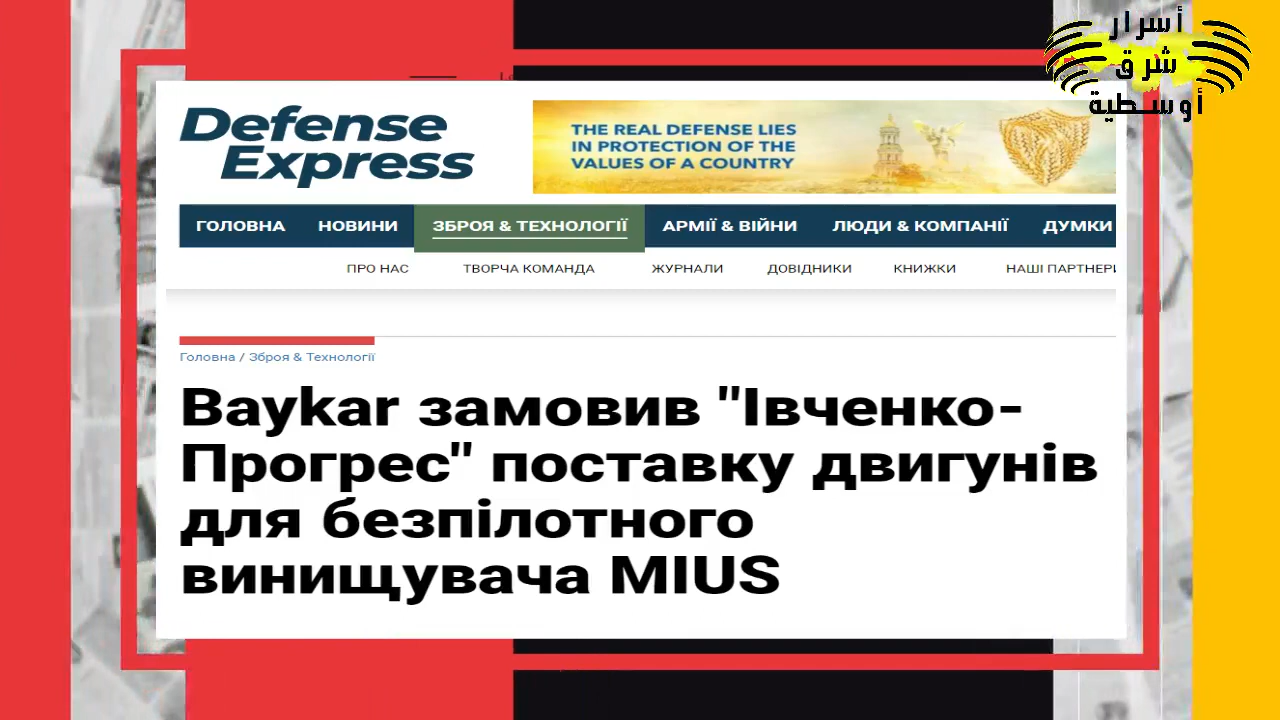 أسرار
شرق
أوسطية
Defense
Express
THE REAL DEFENSE LIES
IN PROTECTION OF THE
VALUES OF A COUNTRY
ГОЛОВНА НОВИНИ ЗБРОЯ & ТЕХНОЛОГІЇ АРМІЇ & ВІЙНИ ЛЮДИ & КОМПАНІЇ ДУМКИ
ПРО НАС ТВОРЧА КОМАНДА ЖУРНАЛИ ДОВІДНИКИ КНИЖКИ НАШІ ПАРТНЕРИ
Головна / Зброя & Технології
Baykar замовив "Івченко-
Прогрес" поставку двигунів
для безпілотного
винищувача MIUS